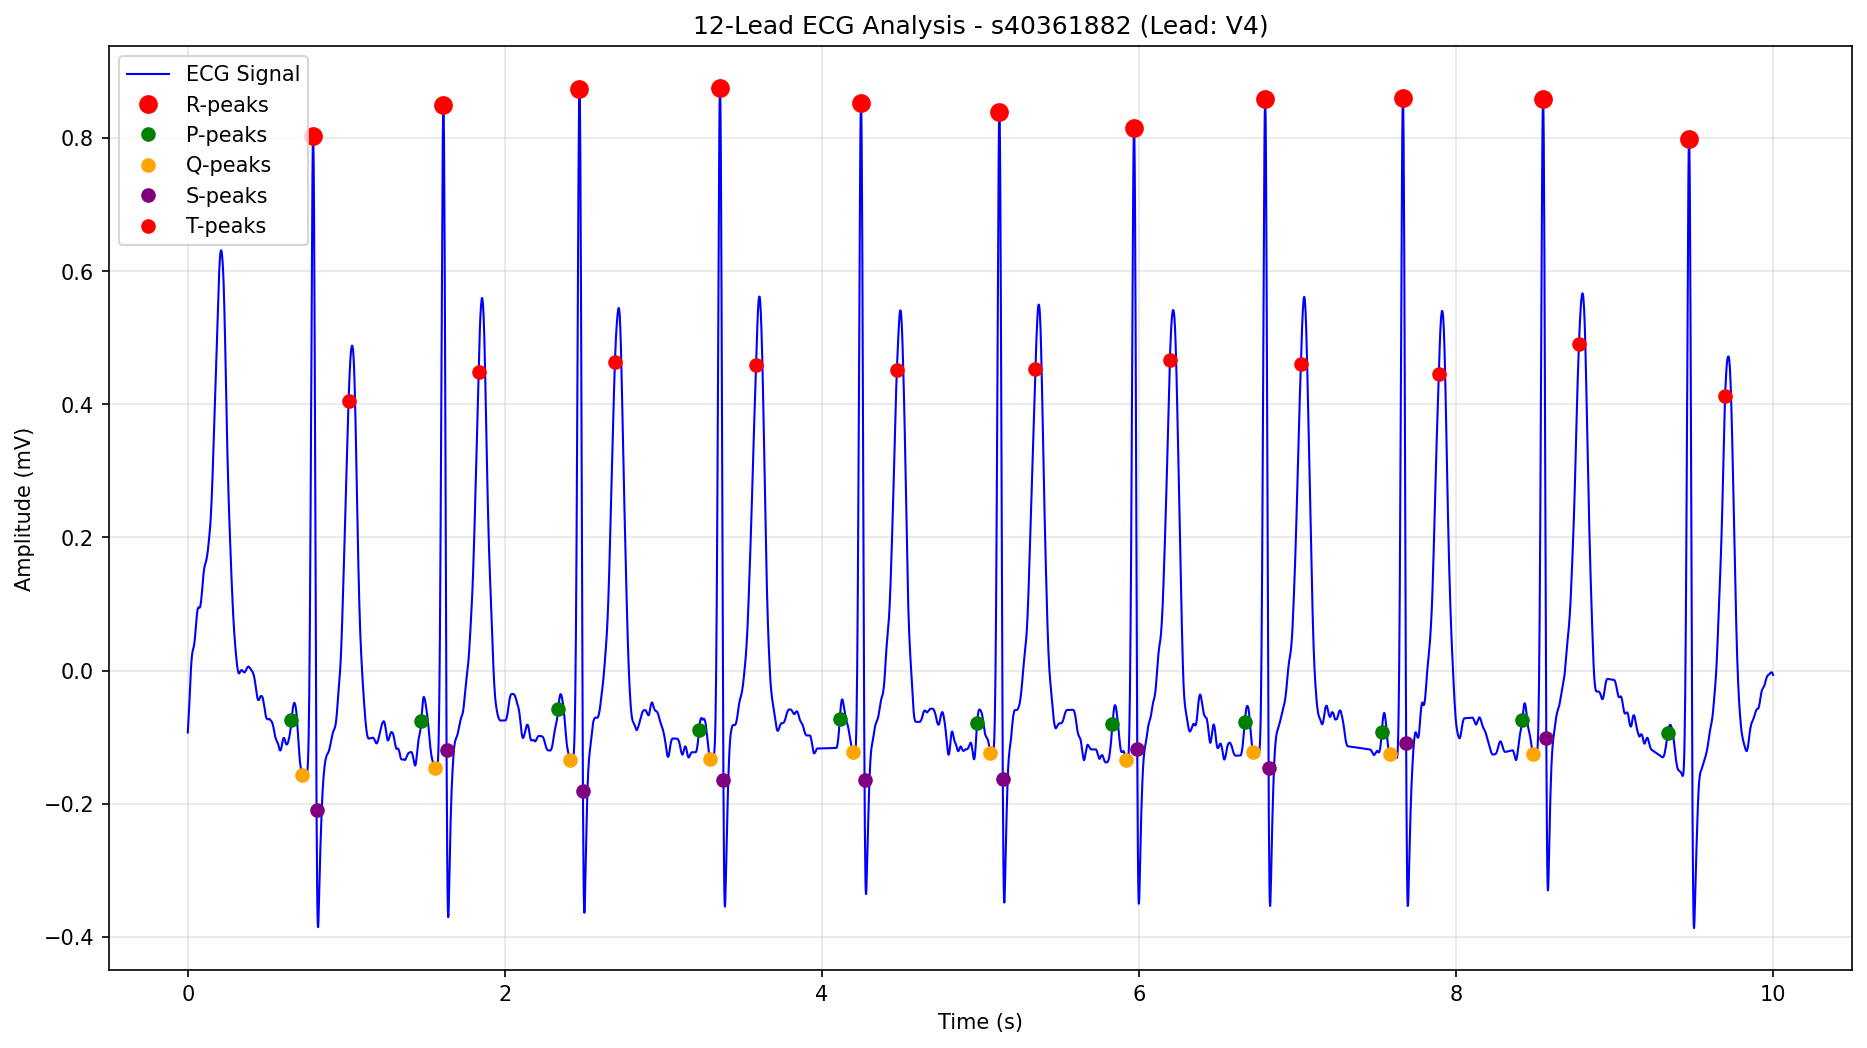 12-Lead ECG Analysis - s40361882 (Lead: V4)
ECG Signal
R-peaks
P-peaks
Q-peaks
S-peaks
T-peaks
Amplitude (mV)
0.8
0.6
0.4
0.2
0.0
−0.2
−0.4
0 2 4 6 8 10
Time (s)